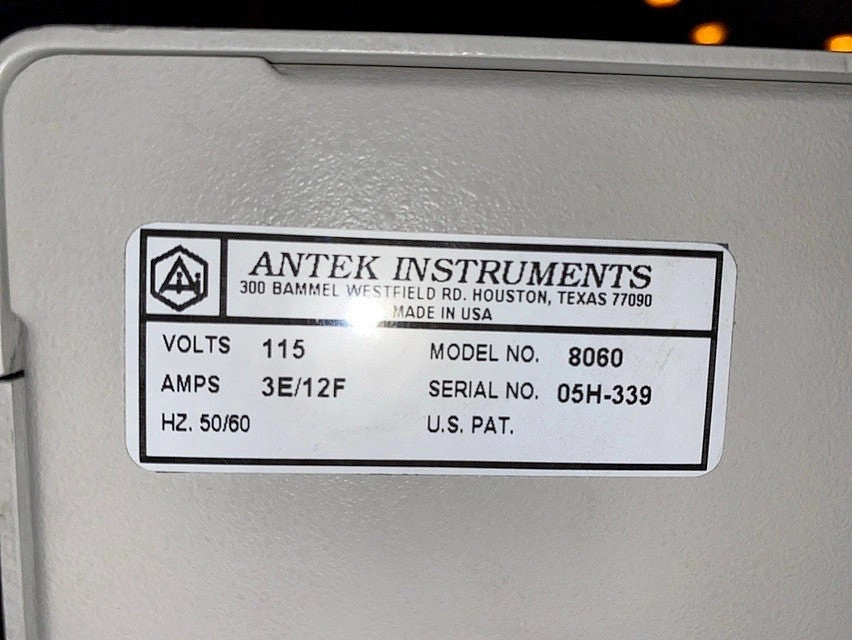 ANTEK INSTRUMENTS
300 BAMMEL WESTFIELD RD. HOUSTON, TEXAS 77090
MADE IN USA
VOLTS 115 MODEL NO. 8060
AMPS 3E/12F SERIAL NO. 05H-339
HZ. 50/60 U.S. PAT.